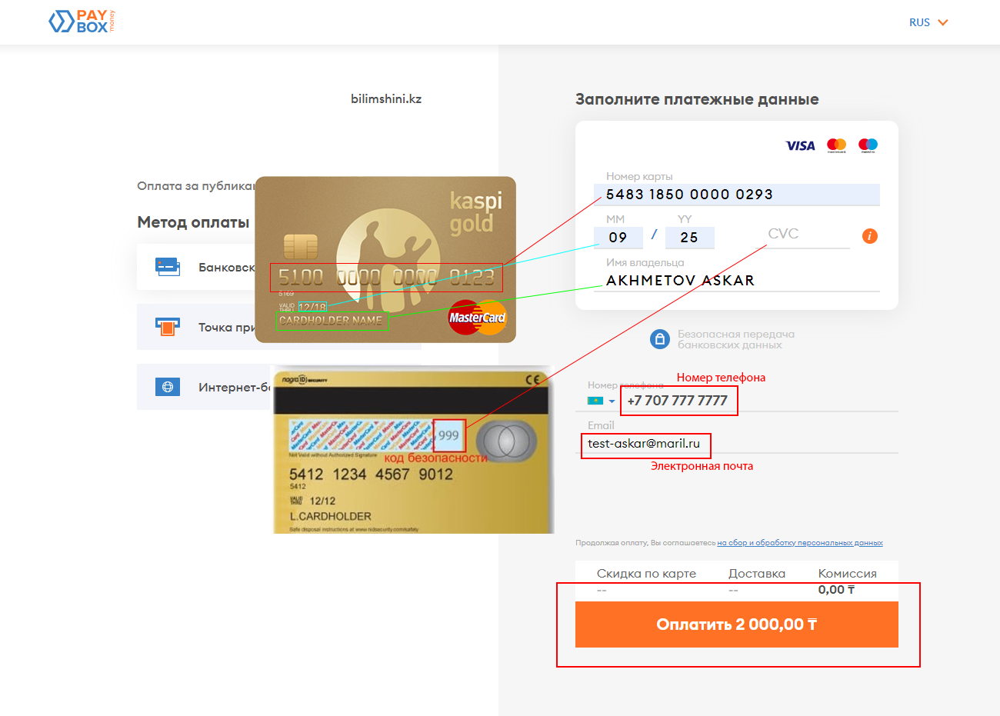 PAY
BOX
money
RUS
bilimshini.kz
Оплата за
Метод оплаты
Точка
kaspi
gold
5100 0000 0000 0123
5169
VALID
THRU 12/18
CARDHOLDER NAME
MasterCard
nagra ID SECURITY
CE
MasterCard
999
Not Valid without Authorized Signature
код безопасности
5412 1234 4567 9012
5412
VALID
THRU 12/12
L.CARDHOLDER
Safe disposal instructions at www.nidsecurity.com/safety
Заполните платежные данные
VISA
mastercard
maestro
Номер карты
5483 1850 0000 0293
MM YY
09 / 25
CVC
i
Имя владельца
AKHMETOV ASKAR
Безопасная передача
банковских данных
Номер телефона
Номер телефона
+7 707 777 7777
Email
test-askar@maril.ru
Электронная почта
Продолжая оплату, Вы соглашаетесь на сбор и обработку персональных данных
Скидка по карте Доставка Комиссия
-- -- 0,00 ₸
Оплатить 2 000,00 ₸